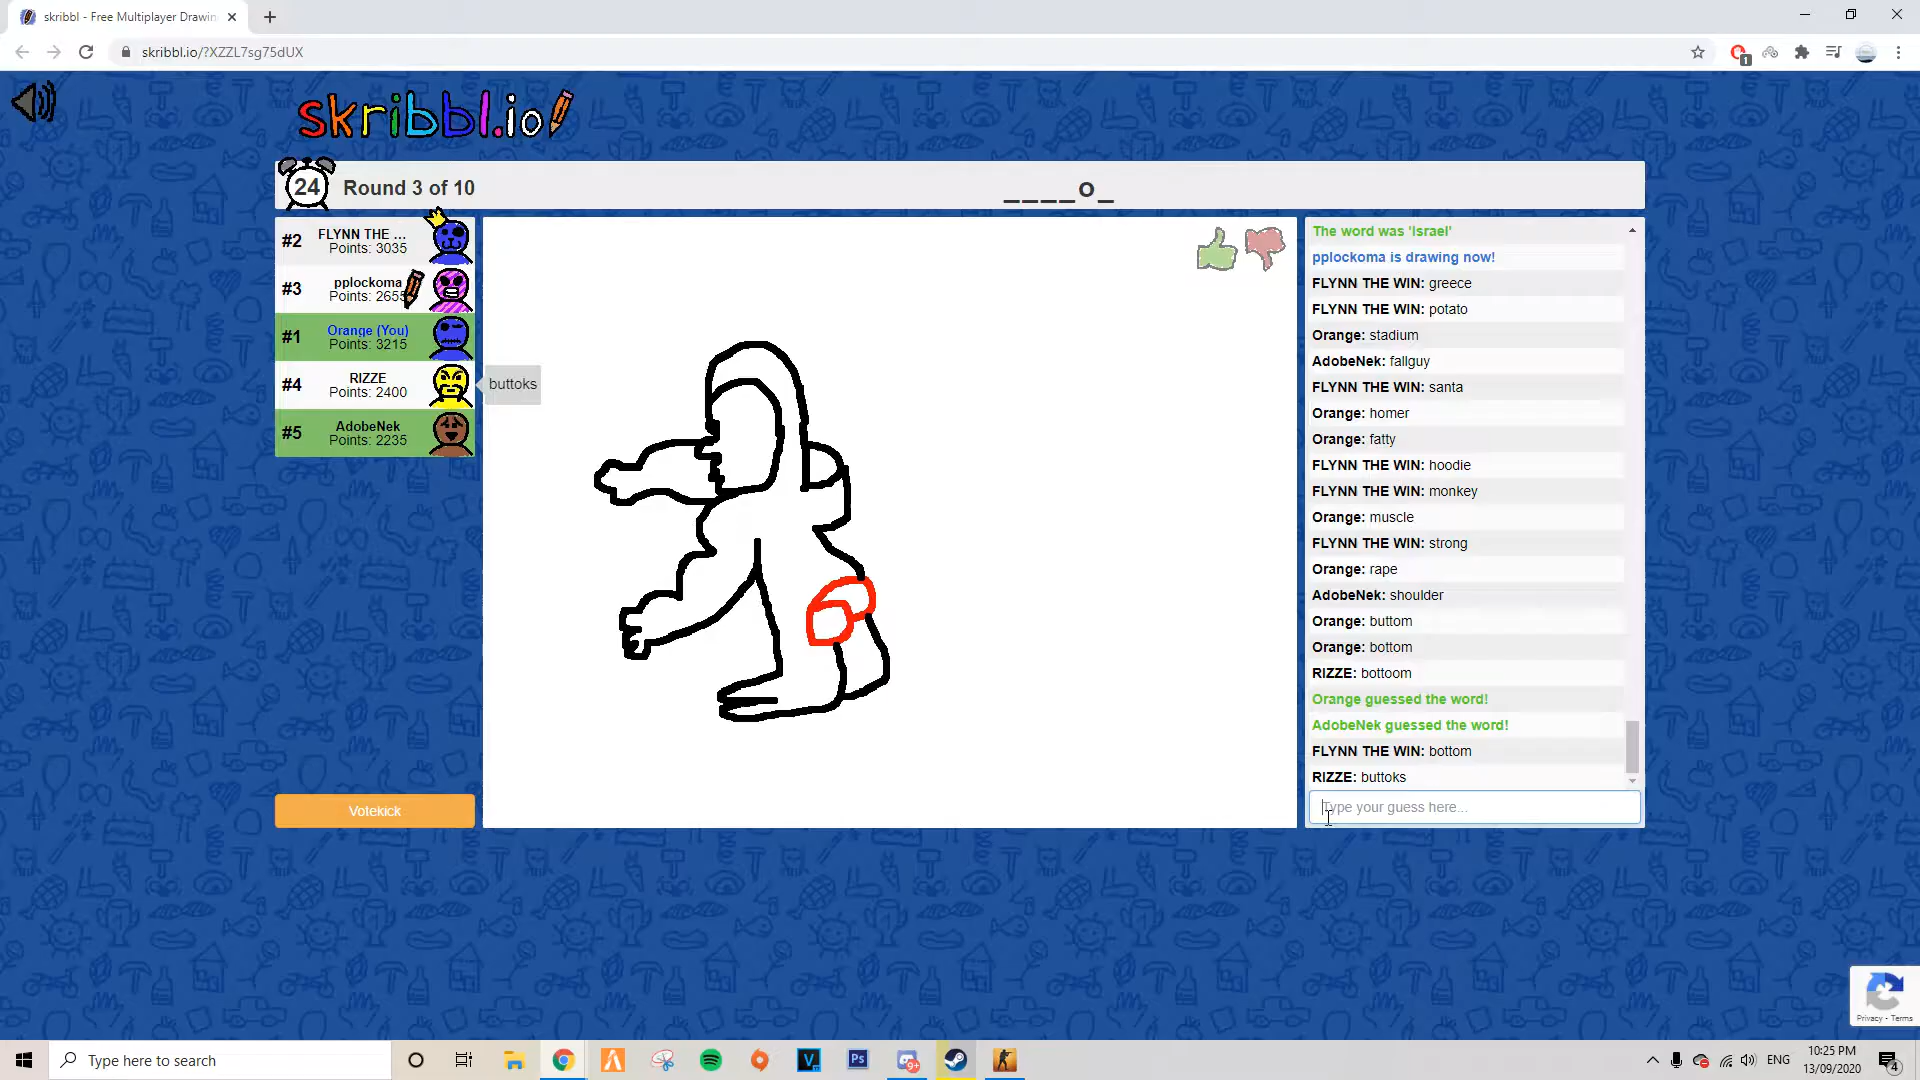 skribbl - Free Multiplayer Drawin
skribbl.io/?XZZL7sg75dUX
1
skribbl.io
24
Round 3 of 10
____o_
#2 FLYNN THE ...
Points: 3035
#3 pplockoma
Points: 2655
#1 Orange (You)
Points: 3215
#4 RIZZE
Points: 2400
buttoks
#5 AdobeNek
Points: 2235
Votekick
The word was 'Israel'
pplockoma is drawing now!
FLYNN THE WIN: greece
FLYNN THE WIN: potato
Orange: stadium
AdobeNek: fallguy
FLYNN THE WIN: santa
Orange: homer
Orange: fatty
FLYNN THE WIN: hoodie
FLYNN THE WIN: monkey
Orange: muscle
FLYNN THE WIN: strong
Orange: rape
AdobeNek: shoulder
Orange: buttom
Orange: bottom
RIZZE: bottoom
Orange guessed the word!
AdobeNek guessed the word!
FLYNN THE WIN: bottom
RIZZE: buttoks
Type your guess here...
Privacy - Terms
Type here to search
V
Ps
9+
ENG
10:25 PM
13/09/2020
4